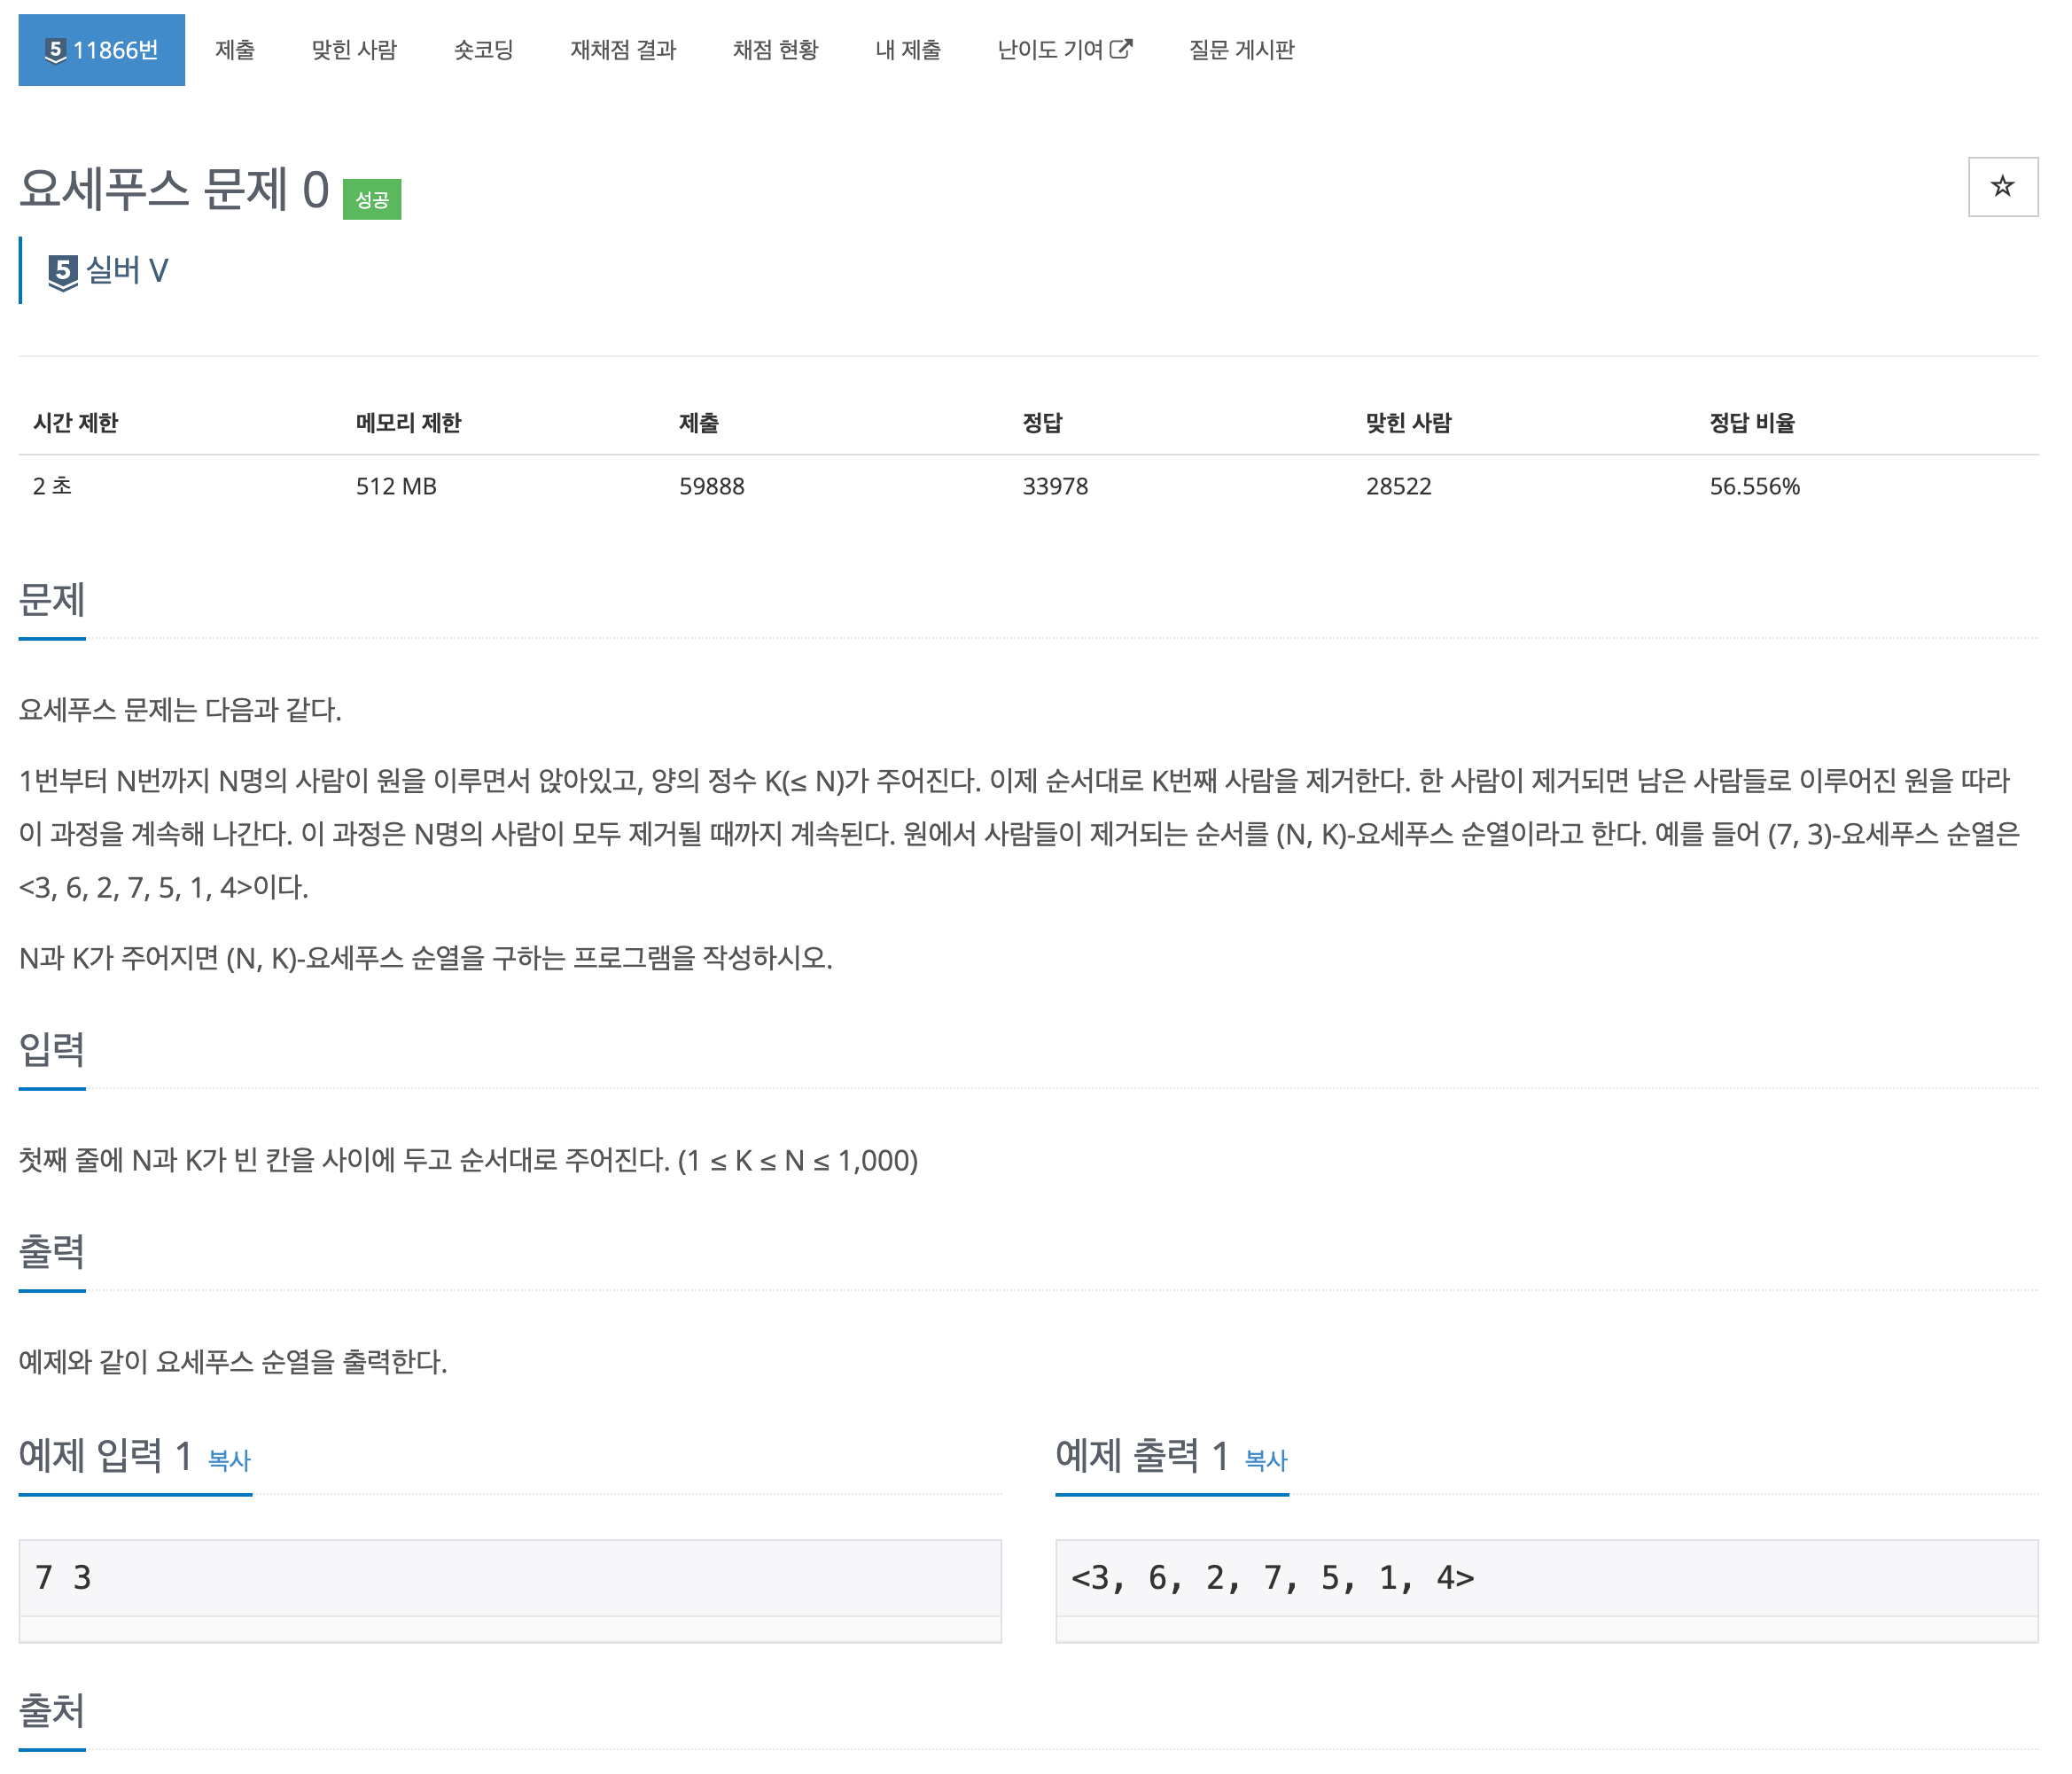 5 11866번 제출 맞힌 사람 숏코딩 재채점 결과 채점 현황 내 제출 난이도 기여 질문 게시판
요세푸스 문제 0 성공
5 실버 V
시간 제한 메모리 제한 제출 정답 맞힌 사람 정답 비율
2 초 512 MB 59888 33978 28522 56.556%
문제
요세푸스 문제는 다음과 같다.
1번부터 N번까지 N명의 사람이 원을 이루면서 앉아있고, 양의 정수 K(≤ N)가 주어진다. 이제 순서대로 K번째 사람을 제거한다. 한 사람이 제거되면 남은 사람들로 이루어진 원을 따라
이 과정을 계속해 나간다. 이 과정은 N명의 사람이 모두 제거될 때까지 계속된다. 원에서 사람들이 제거되는 순서를 (N, K)-요세푸스 순열이라고 한다. 예를 들어 (7, 3)-요세푸스 순열은
<3, 6, 2, 7, 5, 1, 4>이다.
N과 K가 주어지면 (N, K)-요세푸스 순열을 구하는 프로그램을 작성하시오.
입력
첫째 줄에 N과 K가 빈 칸을 사이에 두고 순서대로 주어진다. (1 ≤ K ≤ N ≤ 1,000)
출력
예제와 같이 요세푸스 순열을 출력한다.
예제 입력 1 복사
7 3
예제 출력 1 복사
<3, 6, 2, 7, 5, 1, 4>
출처